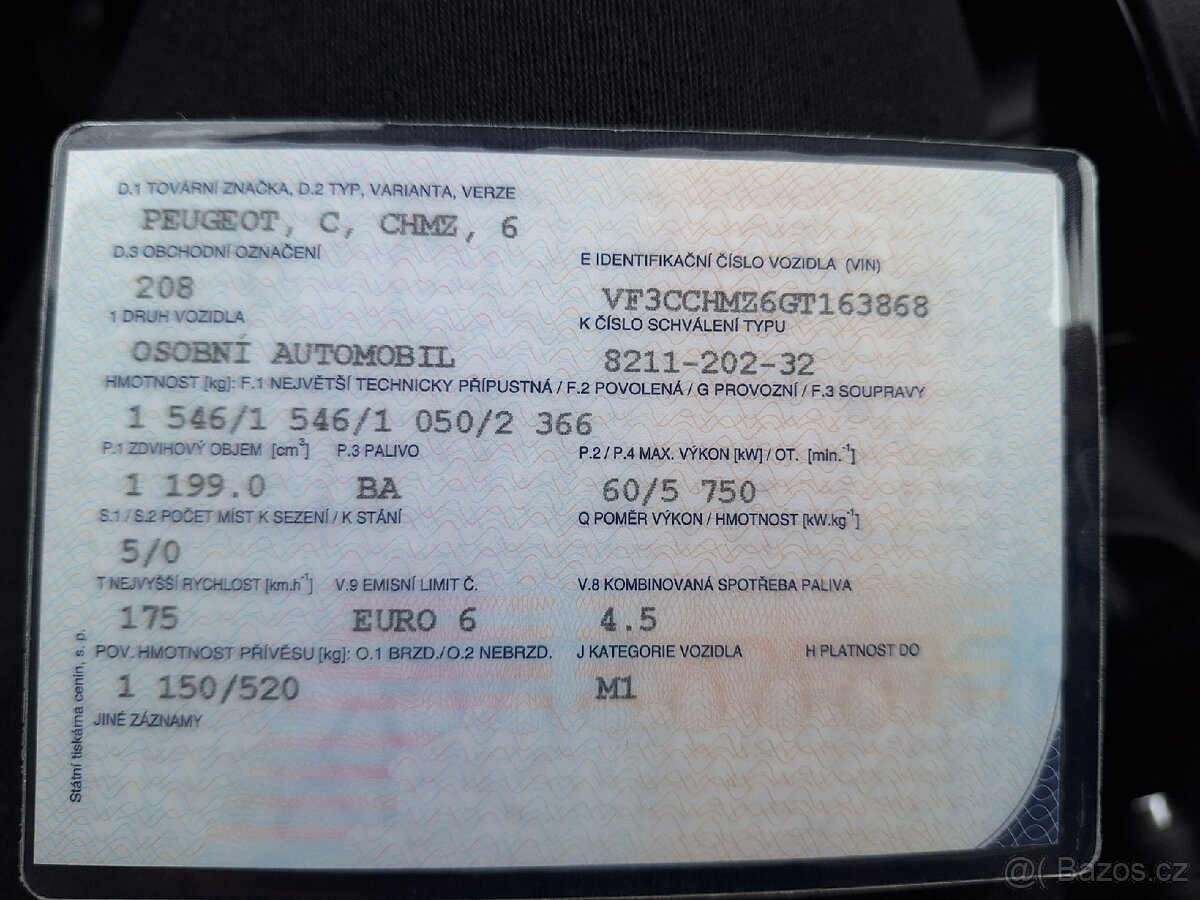 D.1 TOVÁRNÍ ZNAČKA, D.2 TYP, VARIANTA, VERZE
PEUGEOT, C, CHMZ, 6
D.3 OBCHODNÍ OZNAČENÍ
E IDENTIFIKAČNÍ ČÍSLO VOZIDLA (VIN)
208
VF3CCHMZ6GT163868
1 DRUH VOZIDLA
K ČÍSLO SCHVÁLENÍ TYPU
OSOBNÍ AUTOMOBIL
8211-202-32
HMOTNOST [kg]: F.1 NEJVĚTŠÍ TECHNICKY PŘÍPUSTNÁ / F.2 POVOLENÁ / G PROVOZNÍ / F.3 SOUPRAVY
1 546/1 546/1 050/2 366
P.1 ZDVIHOVÝ OBJEM [cm³] P.3 PALIVO P.2 / P.4 MAX. VÝKON [kW] / OT. [min.⁻¹]
1 199.0 BA 60/5 750
S.1 / S.2 POČET MÍST K SEZENÍ / K STÁNÍ Q POMĚR VÝKON / HMOTNOST [kW.kg⁻¹]
5/0
T NEJVYŠŠÍ RYCHLOST [km.h⁻¹] V.9 EMISNÍ LIMIT Č. V.8 KOMBINOVANÁ SPOTŘEBA PALIVA
175 EURO 6 4.5
POV. HMOTNOST PŘÍVĚSU [kg]: O.1 BRZD./O.2 NEBRZD. J KATEGORIE VOZIDLA H PLATNOST DO
1 150/520 M1
JINÉ ZÁZNAMY
Státní tiskárna cenin, s. p.
@( Bazos.cz